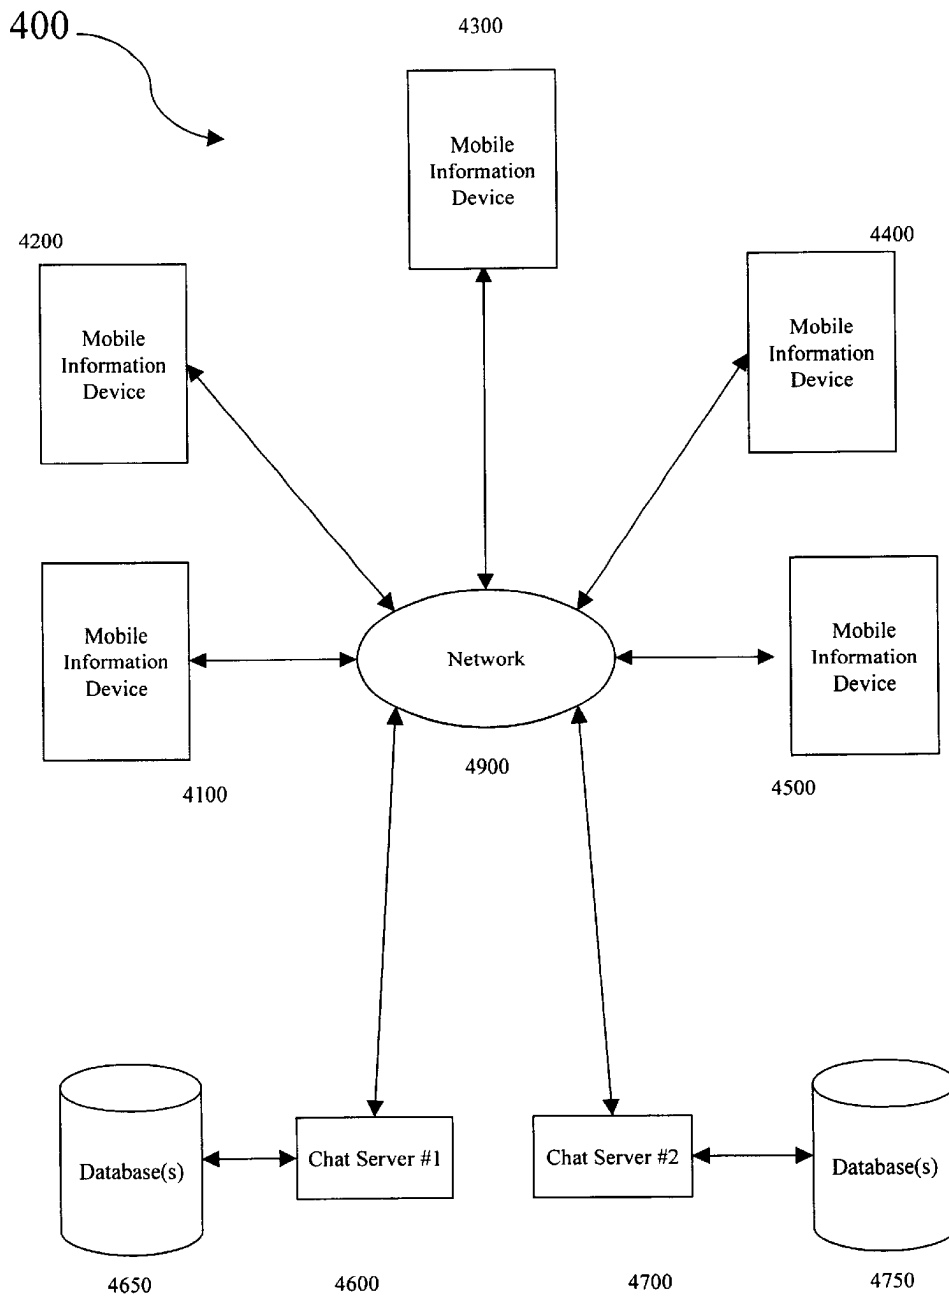 400
4300
Mobile
Information
Device
4200
4400
Mobile
Information
Device
Mobile
Information
Device
Mobile
Information
Device
Network
Mobile
Information
Device
4100
4900
4500
Database(s)
Chat Server #1
Chat Server #2
Database(s)
4650
4600
4700
4750